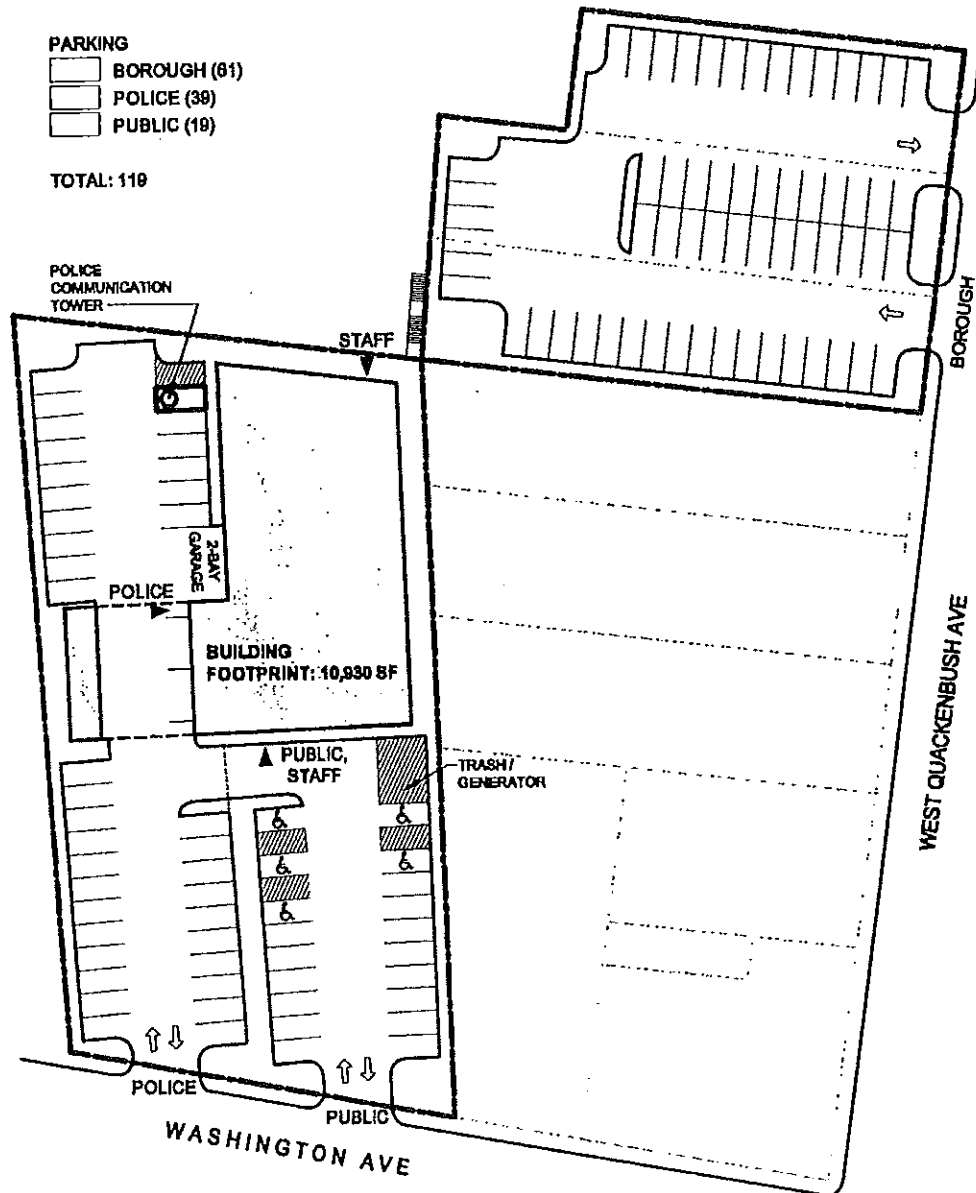 PARKING
BOROUGH (61)
POLICE (39)
PUBLIC (19)
TOTAL: 119
POLICE
COMMUNICATION
TOWER
STAFF
BOROUGH
2-BAY
GARAGE
POLICE
BUILDING
FOOTPRINT: 10,930 SF
PUBLIC,
STAFF
TRASH /
GENERATOR
WEST QUACKENBUSH AVE
POLICE
PUBLIC
WASHINGTON AVE